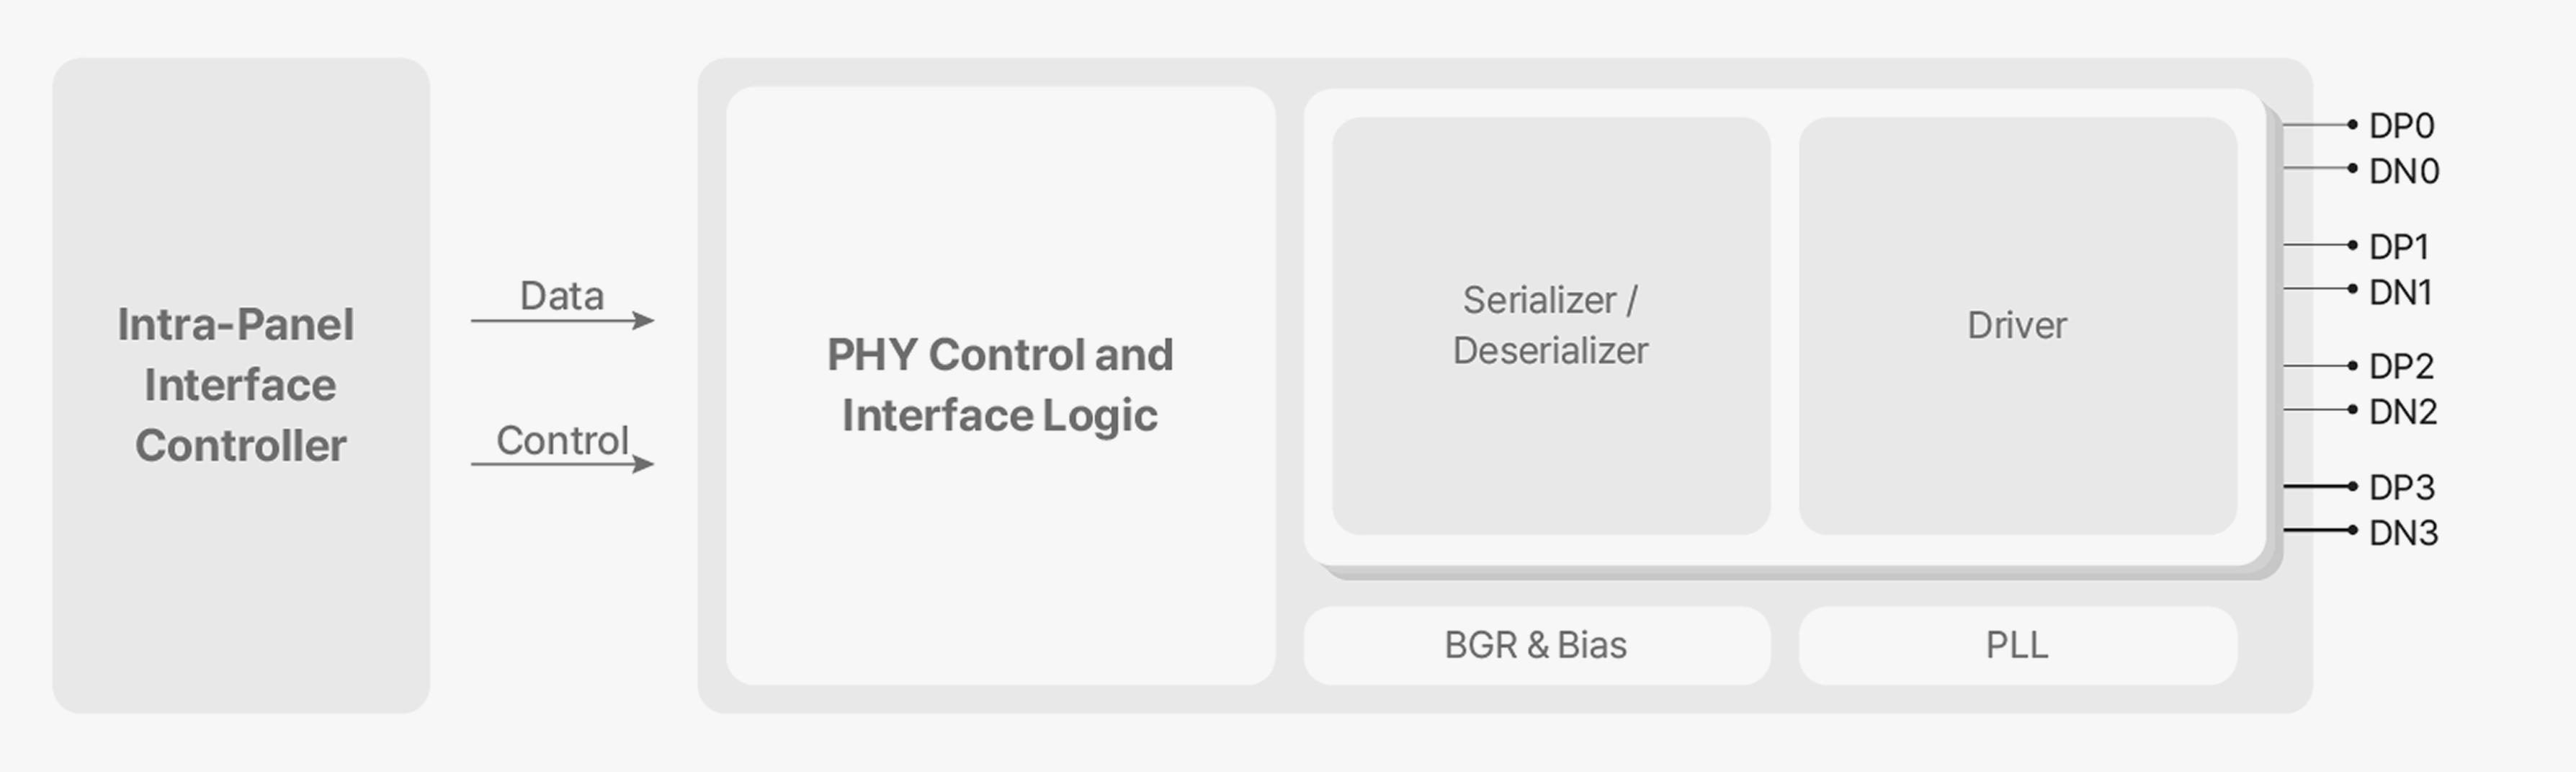 Intra-Panel
Interface
Controller
Data
Control
PHY Control and
Interface Logic
Serializer /
Deserializer
Driver
BGR & Bias
PLL
DP0
DN0
DP1
DN1
DP2
DN2
DP3
DN3